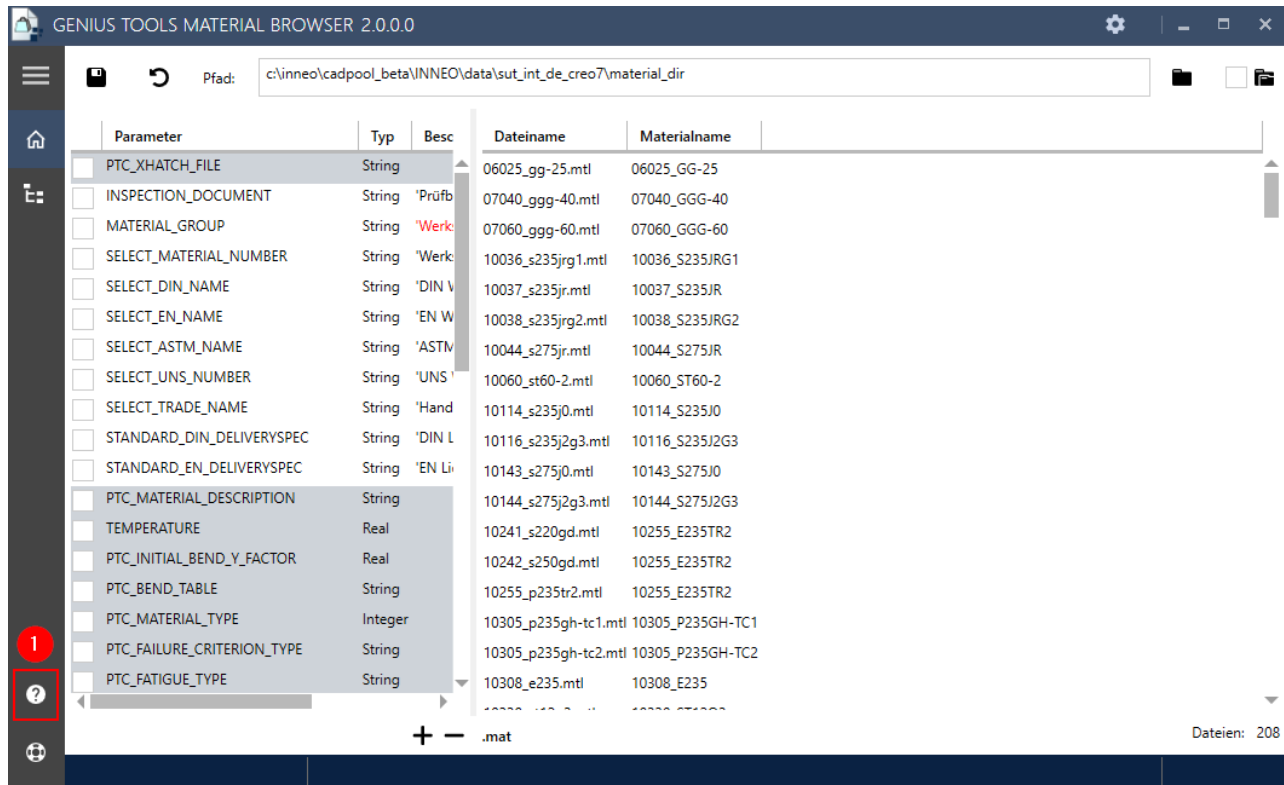 GENIUS TOOLS MATERIAL BROWSER 2.0.0.0
Pfad: c:\inneo\cadpool_beta\INNEO\data\sut_int_de_creo7\material_dir
Parameter Typ Besc Dateiname Materialname
PTC_XHATCH_FILE String 06025_gg-25.mtl 06025_GG-25
INSPECTION_DOCUMENT String 'Prüfb 07040_ggg-40.mtl 07040_GGG-40
MATERIAL_GROUP String 'Werk 07060_ggg-60.mtl 07060_GGG-60
SELECT_MATERIAL_NUMBER String 'Werk 10036_s235jrg1.mtl 10036_S235JRG1
SELECT_DIN_NAME String 'DIN W 10037_s235jr.mtl 10037_S235JR
SELECT_EN_NAME String 'EN W 10038_s235jrg2.mtl 10038_S235JRG2
SELECT_ASTM_NAME String 'ASTM 10044_s275jr.mtl 10044_S275JR
SELECT_UNS_NUMBER String 'UNS 10060_st60-2.mtl 10060_ST60-2
SELECT_TRADE_NAME String 'Hand 10114_s235j0.mtl 10114_S235J0
STANDARD_DIN_DELIVERYSPEC String 'DIN L 10116_s235j2g3.mtl 10116_S235J2G3
STANDARD_EN_DELIVERYSPEC String 'EN Li 10143_s275j0.mtl 10143_S275J0
PTC_MATERIAL_DESCRIPTION String 10144_s275j2g3.mtl 10144_S275J2G3
TEMPERATURE Real 10241_s220gd.mtl 10255_E235TR2
PTC_INITIAL_BEND_Y_FACTOR Real 10242_s250gd.mtl 10255_E235TR2
PTC_BEND_TABLE String 10255_p235tr2.mtl 10255_E235TR2
PTC_MATERIAL_TYPE Integer 10305_p235gh-tc1.mtl 10305_P235GH-TC1
1 PTC_FAILURE_CRITERION_TYPE String 10305_p235gh-tc2.mtl 10305_P235GH-TC2
PTC_FATIGUE_TYPE String 10308_e235.mtl 10308_E235
.mat Dateien: 208